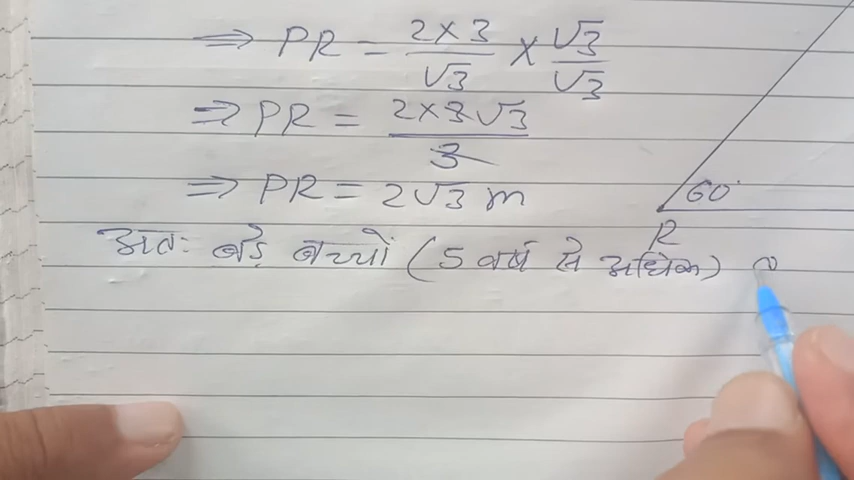 ⇒ PR = 2×3/√3 × √3/√3
⇒ PR = 2×3√3/3
⇒ PR = 2√3 m
60°
R
अतः बड़े बच्चों (5 वर्ष से अधिक)